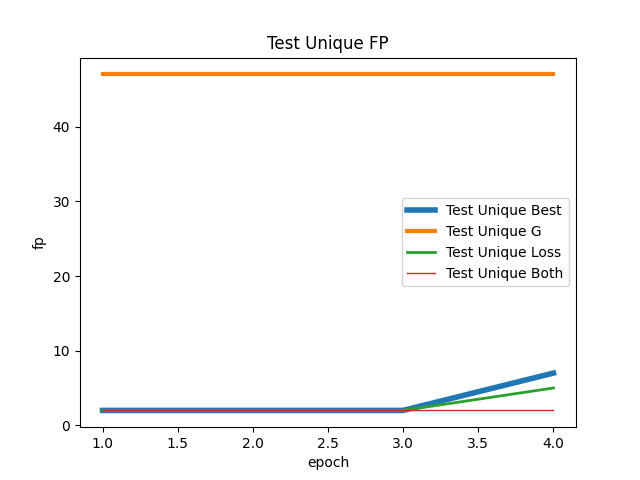 Test Unique FP
40
30
20
10
0
fp
Test Unique Best
Test Unique G
Test Unique Loss
Test Unique Both
1.0 1.5 2.0 2.5 3.0 3.5 4.0
epoch